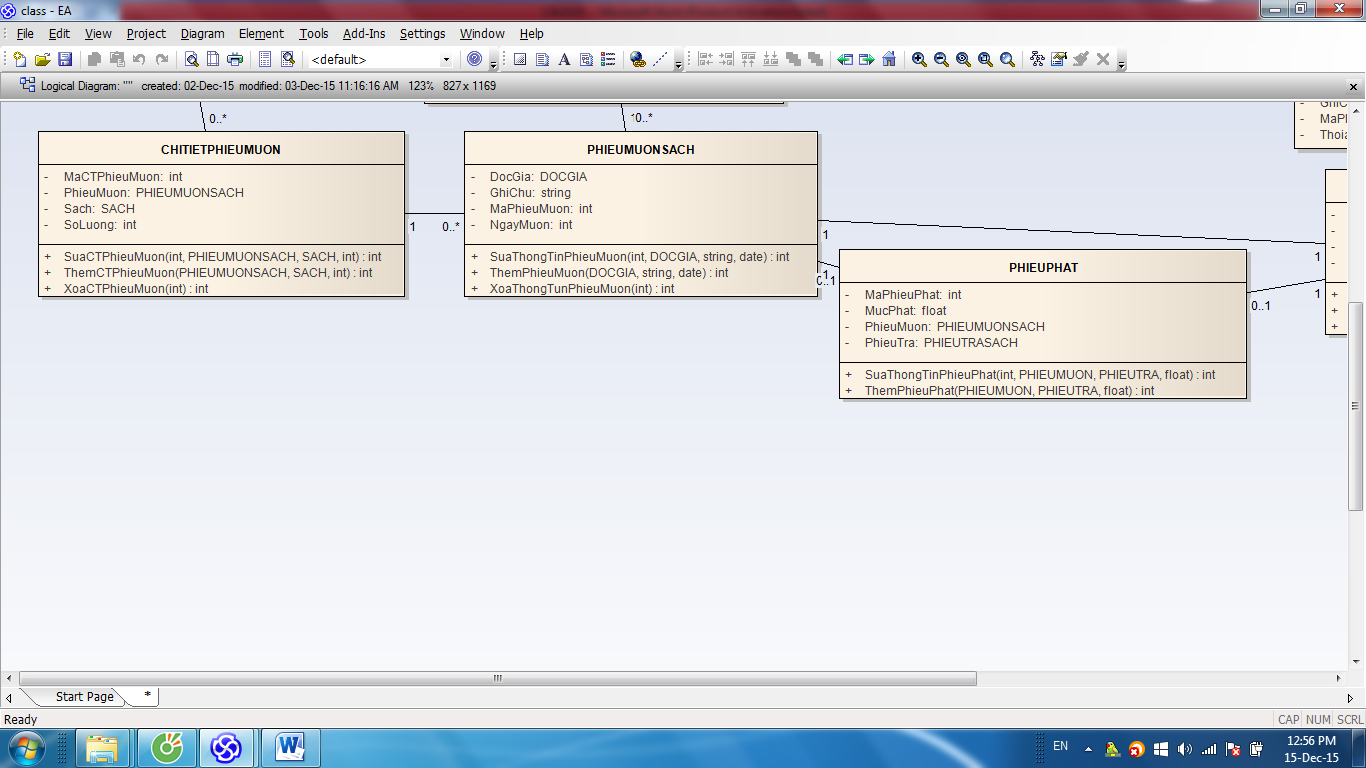 class - EA
File Edit View Project Diagram Element Tools Add-Ins Settings Window Help
<default>
Logical Diagram: "" created: 02-Dec-15 modified: 03-Dec-15 11:16:16 AM 123% 827 x 1169
0..*
0..*
CHITIETPHIEUMUON
- MaCTPhieuMuon: int
- PhieuMuon: PHIEUMUONSACH
- Sach: SACH
- SoLuong: int
+ SuaCTPhieuMuon(int, PHIEUMUONSACH, SACH, int) : int
+ ThemCTPhieuMuon(PHIEUMUONSACH, SACH, int) : int
+ XoaCTPhieuMuon(int) : int
1 0..*
PHIEUMUONSACH
- DocGia: DOCGIA
- GhiChu: string
- MaPhieuMuon: int
- NgayMuon: int
+ SuaThongTinPhieuMuon(int, DOCGIA, string, date) : int
+ ThemPhieuMuon(DOCGIA, string, date) : int
+ XoaThongTunPhieuMuon(int) : int
1
1
1
0..1
PHIEUPHAT
- MaPhieuPhat: int
- MucPhat: float
- PhieuMuon: PHIEUMUONSACH
- PhieuTra: PHIEUTRASACH
+ SuaThongTinPhieuPhat(int, PHIEUMUON, PHIEUTRA, float) : int
+ ThemPhieuPhat(PHIEUMUON, PHIEUTRA, float) : int
0..1
1
-
-
-
-
+
+
+
Start Page *
Ready
CAP NUM SCRL
EN
12:56 PM
15-Dec-15